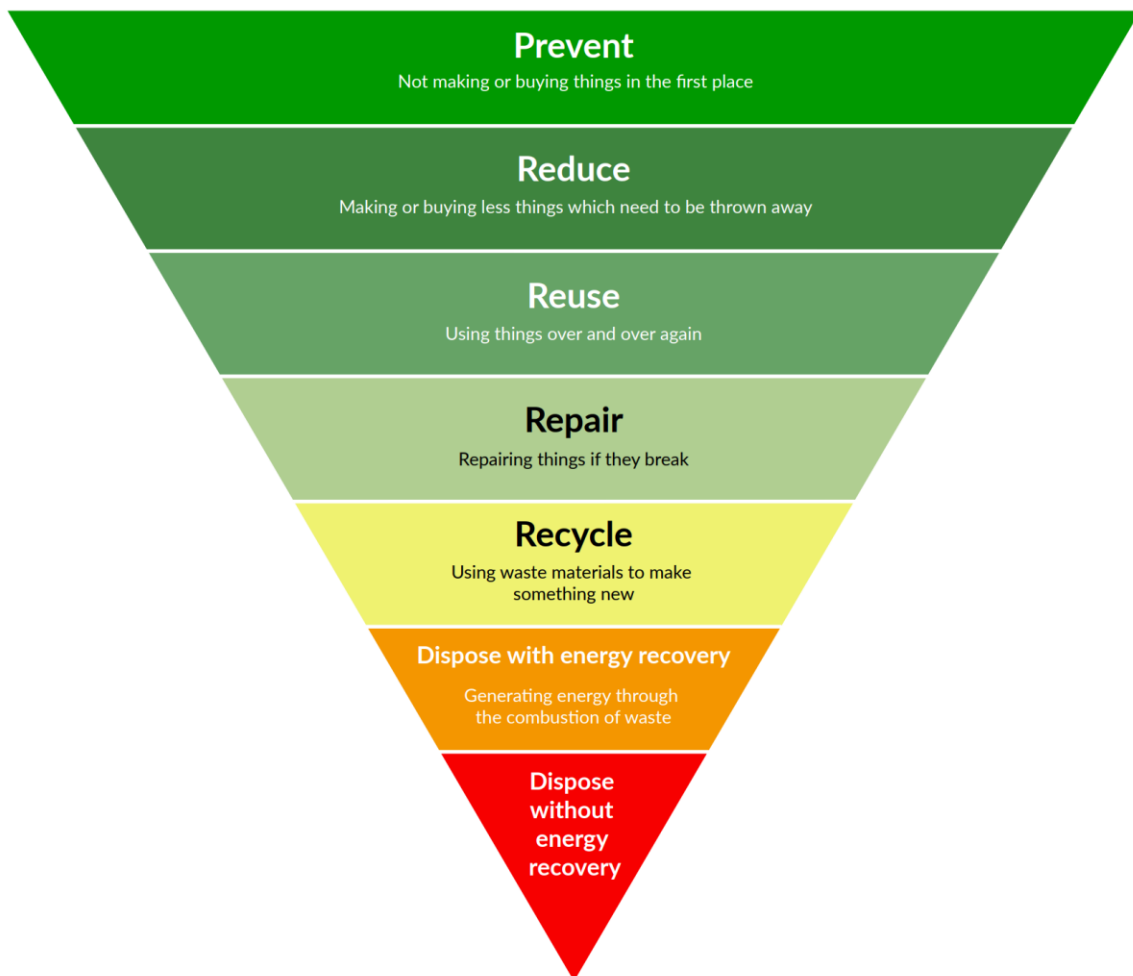 Prevent
Not making or buying things in the first place
Reduce
Making or buying less things which need to be thrown away
Reuse
Using things over and over again
Repair
Repairing things if they break
Recycle
Using waste materials to make
something new
Dispose with energy recovery
Generating energy through
the combustion of waste
Dispose
without
energy
recovery